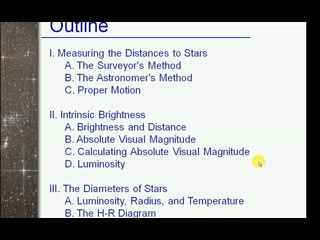 Outline
I. Measuring the Distances to Stars
A. The Surveyor's Method
B. The Astronomer's Method
C. Proper Motion
II. Intrinsic Brightness
A. Brightness and Distance
B. Absolute Visual Magnitude
C. Calculating Absolute Visual Magnitude
D. Luminosity
III. The Diameters of Stars
A. Luminosity, Radius, and Temperature
B. The H-R Diagram